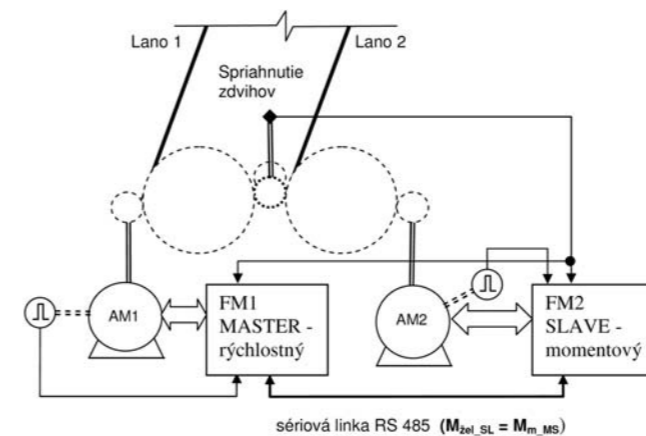 Lano 1
Lano 2
Spriahnutie
zdvihov
AM1
FM1
MASTER -
rýchlostný
AM2
FM2
SLAVE -
momentový
sériová linka RS 485 (Mžel_SL = Mm_MS)